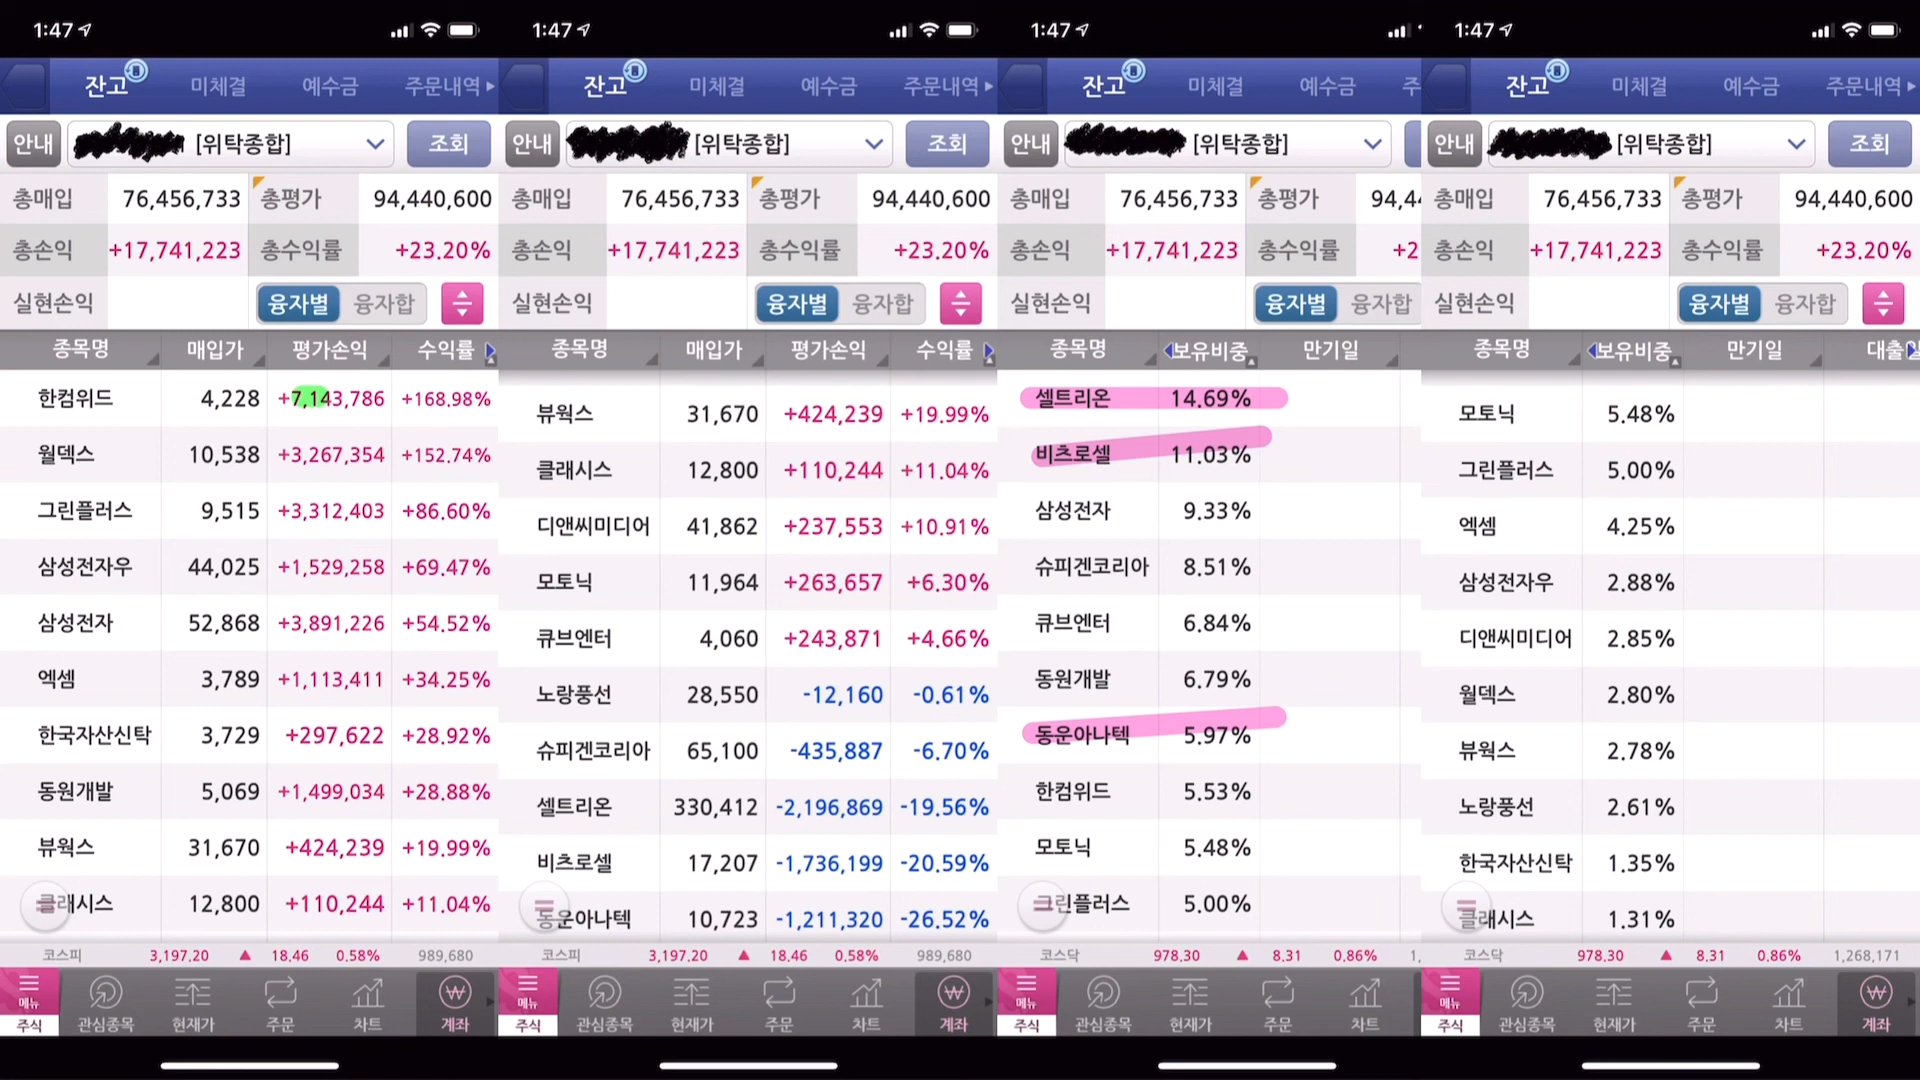 1:47
잔고 미체결 예수금 주문내역
안내 [위탁종합] 조회
총매입 76,456,733 총평가 94,440,600
총손익 +17,741,223 총수익률 +23.20%
실현손익 융자별 융자합
종목명 매입가 평가손익 수익률
한컴위드 4,228 +7,143,786 +168.98%
월덱스 10,538 +3,267,354 +152.74%
그린플러스 9,515 +3,312,403 +86.60%
삼성전자우 44,025 +1,529,258 +69.47%
삼성전자 52,868 +3,891,226 +54.52%
엑셈 3,789 +1,113,411 +34.25%
한국자산신탁 3,729 +297,622 +28.92%
동원개발 5,069 +1,499,034 +28.88%
뷰웍스 31,670 +424,239 +19.99%
클래시스 12,800 +110,244 +11.04%
코스피 3,197.20 ▲ 18.46 0.58% 989,680
메뉴
주식 관심종목 현재가 주문 차트 계좌
1:47
잔고 미체결 예수금 주문내역
안내 [위탁종합] 조회
총매입 76,456,733 총평가 94,440,600
총손익 +17,741,223 총수익률 +23.20%
실현손익 융자별 융자합
종목명 매입가 평가손익 수익률
뷰웍스 31,670 +424,239 +19.99%
클래시스 12,800 +110,244 +11.04%
디앤씨미디어 41,862 +237,553 +10.91%
모토닉 11,964 +263,657 +6.30%
큐브엔터 4,060 +243,871 +4.66%
노랑풍선 28,550 -12,160 -0.61%
슈피겐코리아 65,100 -435,887 -6.70%
셀트리온 330,412 -2,196,869 -19.56%
비츠로셀 17,207 -1,736,199 -20.59%
동운아나텍 10,723 -1,211,320 -26.52%
코스피 3,197.20 ▲ 18.46 0.58% 989,680
메뉴
주식 관심종목 현재가 주문 차트 계좌
1:47
잔고 미체결 예수금 주
안내 [위탁종합]
총매입 76,456,733 총평가 94,4
총손익 +17,741,223 총수익률 +2
실현손익 융자별 융자합
종목명 보유비중 만기일
셀트리온 14.69%
비츠로셀 11.03%
삼성전자 9.33%
슈피겐코리아 8.51%
큐브엔터 6.84%
동원개발 6.79%
동운아나텍 5.97%
한컴위드 5.53%
모토닉 5.48%
그린플러스 5.00%
코스닥 978.30 ▲ 8.31 0.86% 1,
메뉴
주식 관심종목 현재가 주문 차트
1:47
잔고 미체결 예수금 주문내역
안내 [위탁종합] 조회
총매입 76,456,733 총평가 94,440,600
총손익 +17,741,223 총수익률 +23.20%
실현손익 융자별 융자합
종목명 보유비중 만기일 대출일
모토닉 5.48%
그린플러스 5.00%
엑셈 4.25%
삼성전자우 2.88%
디앤씨미디어 2.85%
월덱스 2.80%
뷰웍스 2.78%
노랑풍선 2.61%
한국자산신탁 1.35%
클래시스 1.31%
코스닥 978.30 ▲ 8.31 0.86% 1,268,171
메뉴
주식 관심종목 현재가 주문 차트 계좌